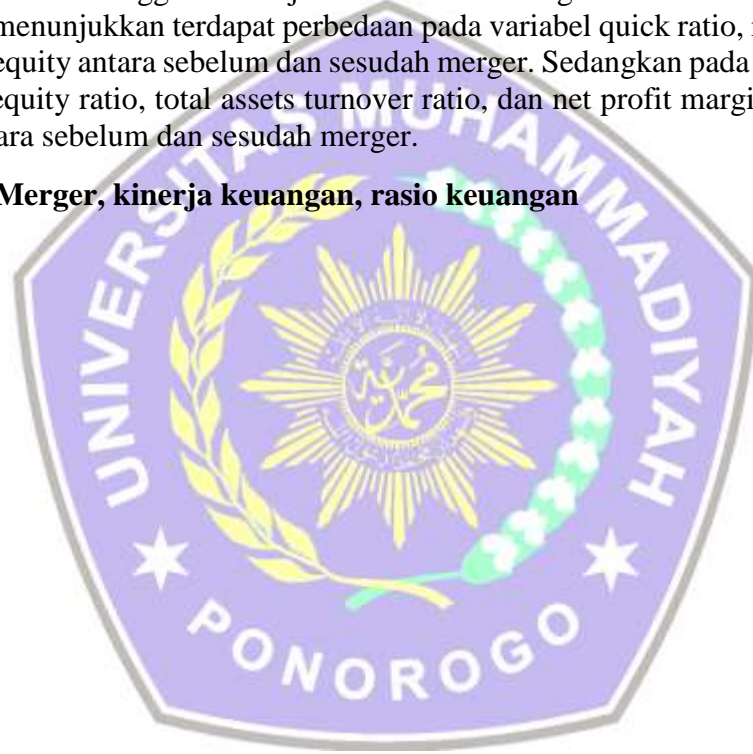 menunjukkan terdapat perbedaan pada variabel quick ratio,
equity antara sebelum dan sesudah merger. Sedangkan pada
equity ratio, total assets turnover ratio, dan net profit margi
ara sebelum dan sesudah merger.
Merger, kinerja keuangan, rasio keuangan
UNIVERSITAS MUHAMMADIYAH
محمدية
PONOROGO